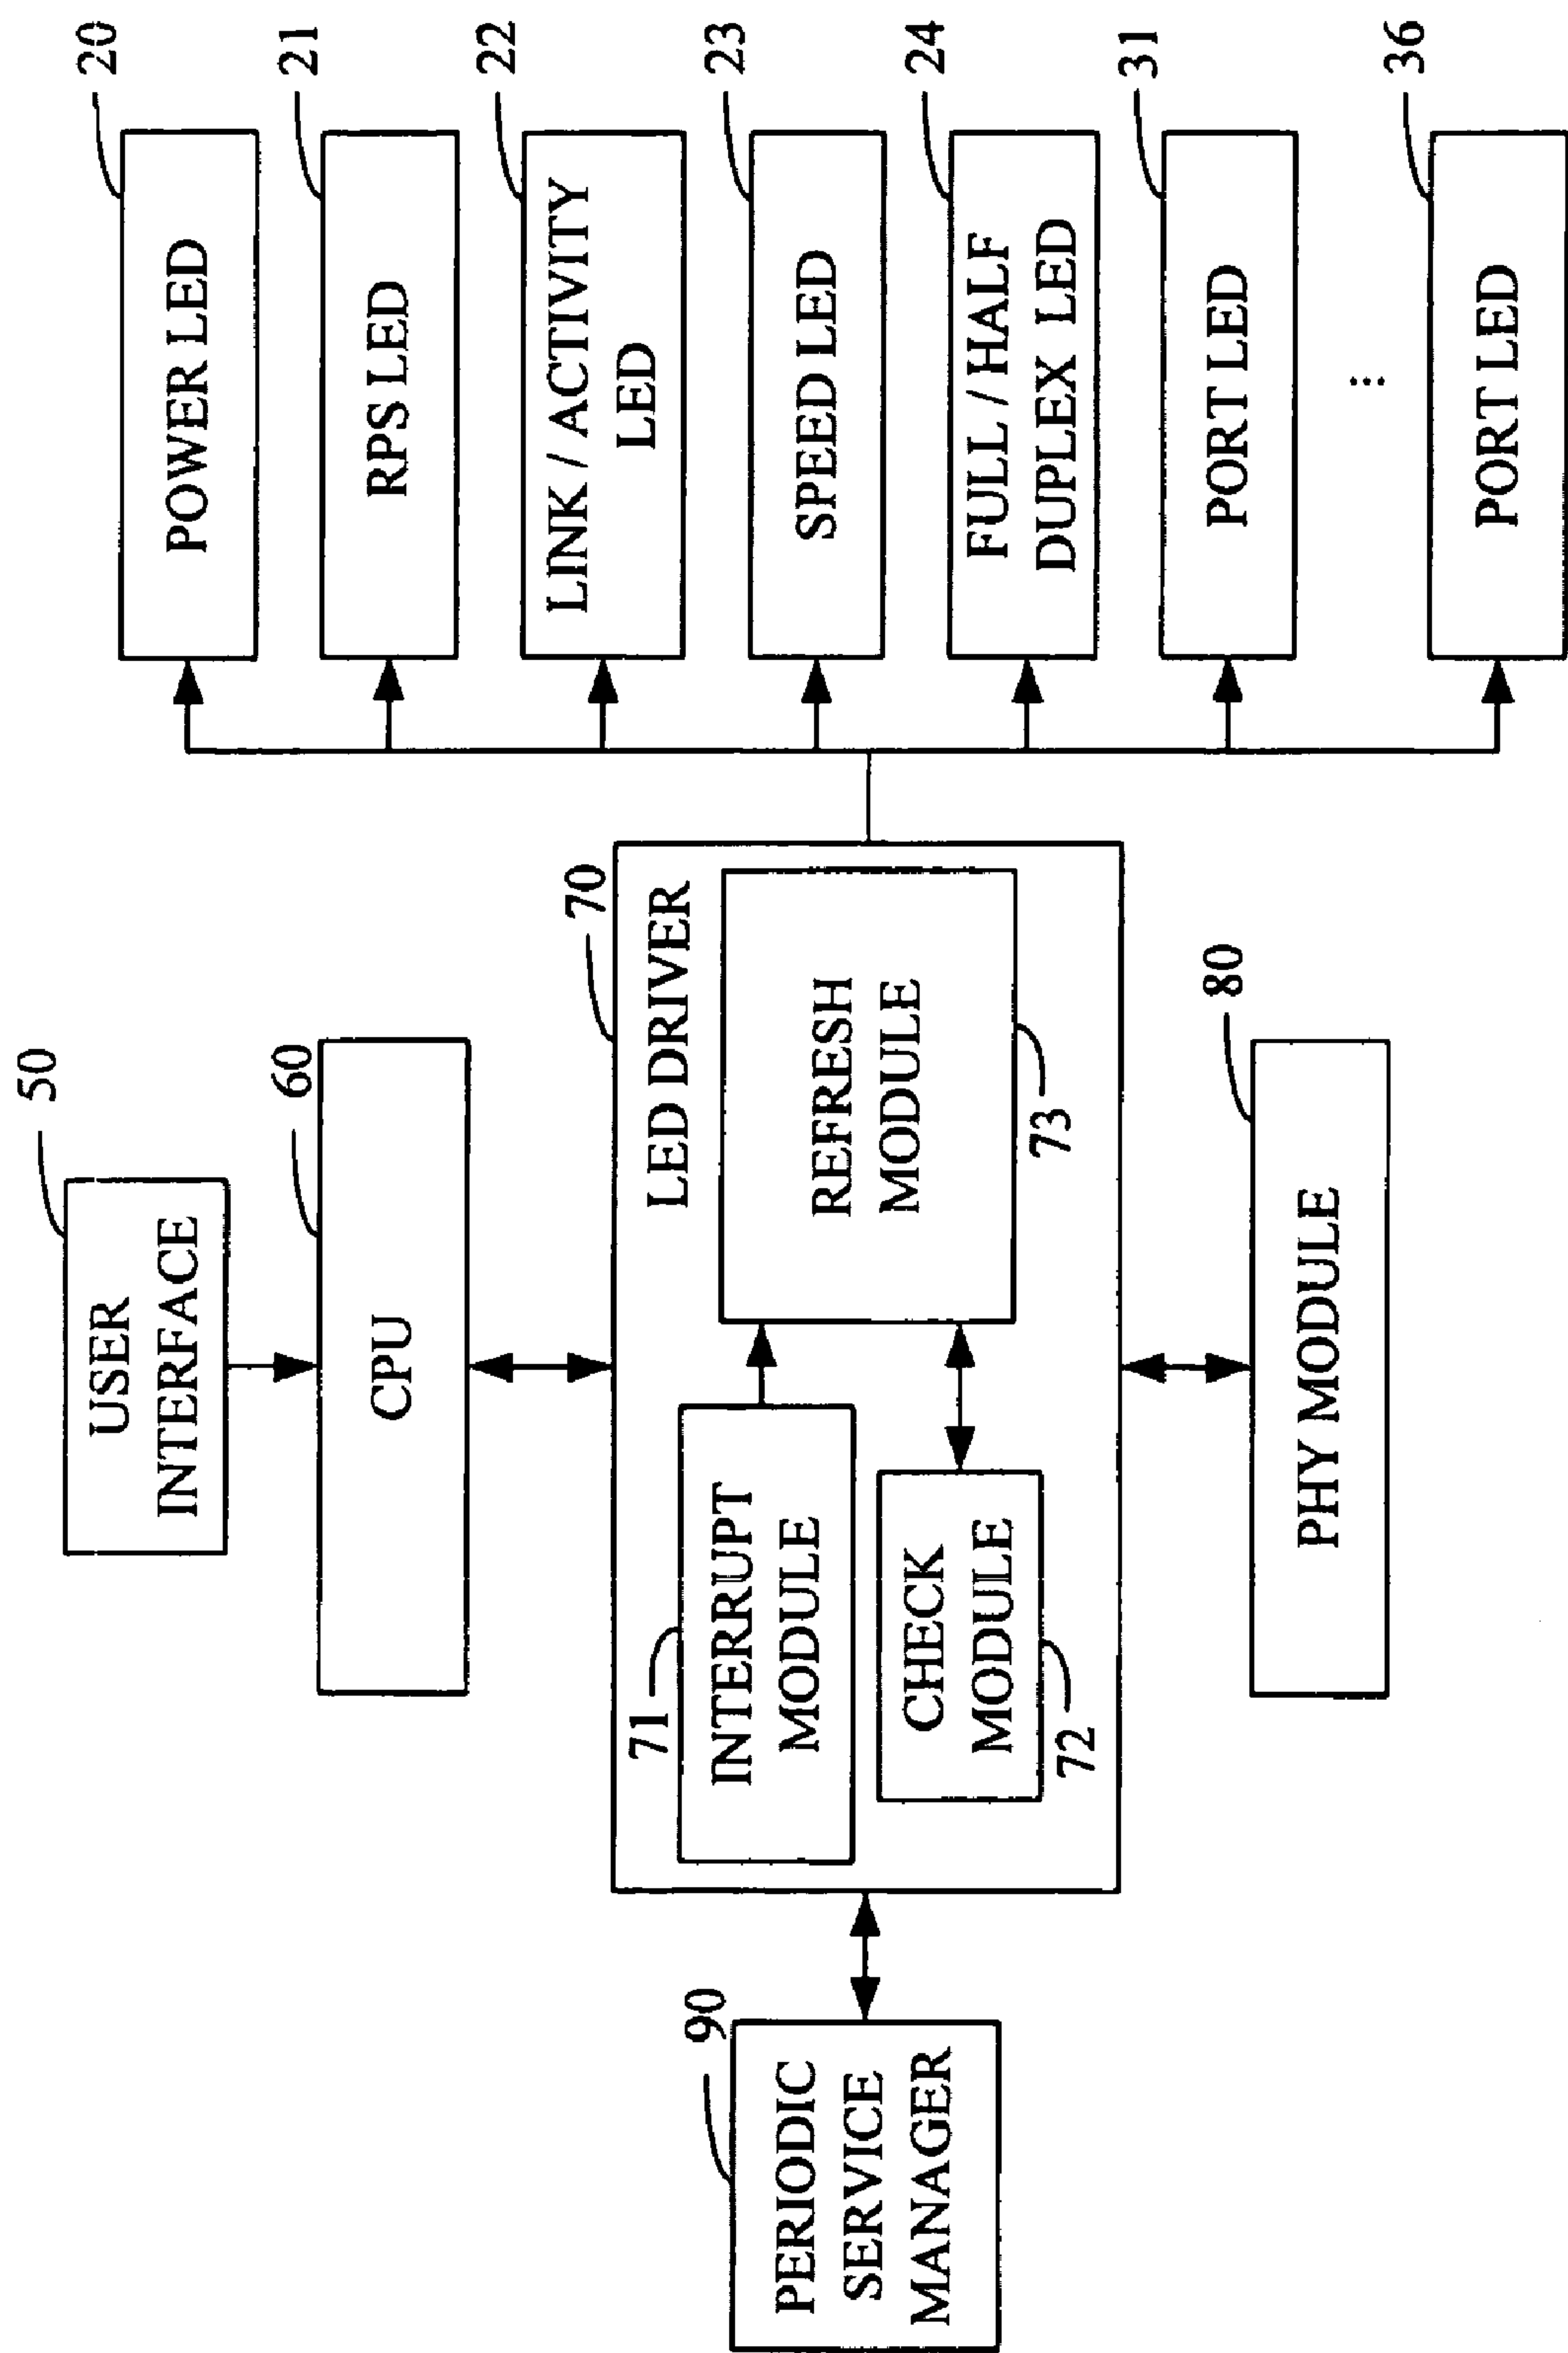 50
USER
INTERFACE
60
CPU
90
PERIODIC
SERVICE
MANAGER
70
LED DRIVER
71
INTERRUPT
MODULE
CHECK
MODULE
72
REFRESH
MODULE
73
80
PHY MODULE
20
POWER LED
21
RPS LED
22
LINK / ACTIVITY
LED
23
SPEED LED
24
FULL / HALF
DUPLEX LED
31
PORT LED
...
36
PORT LED